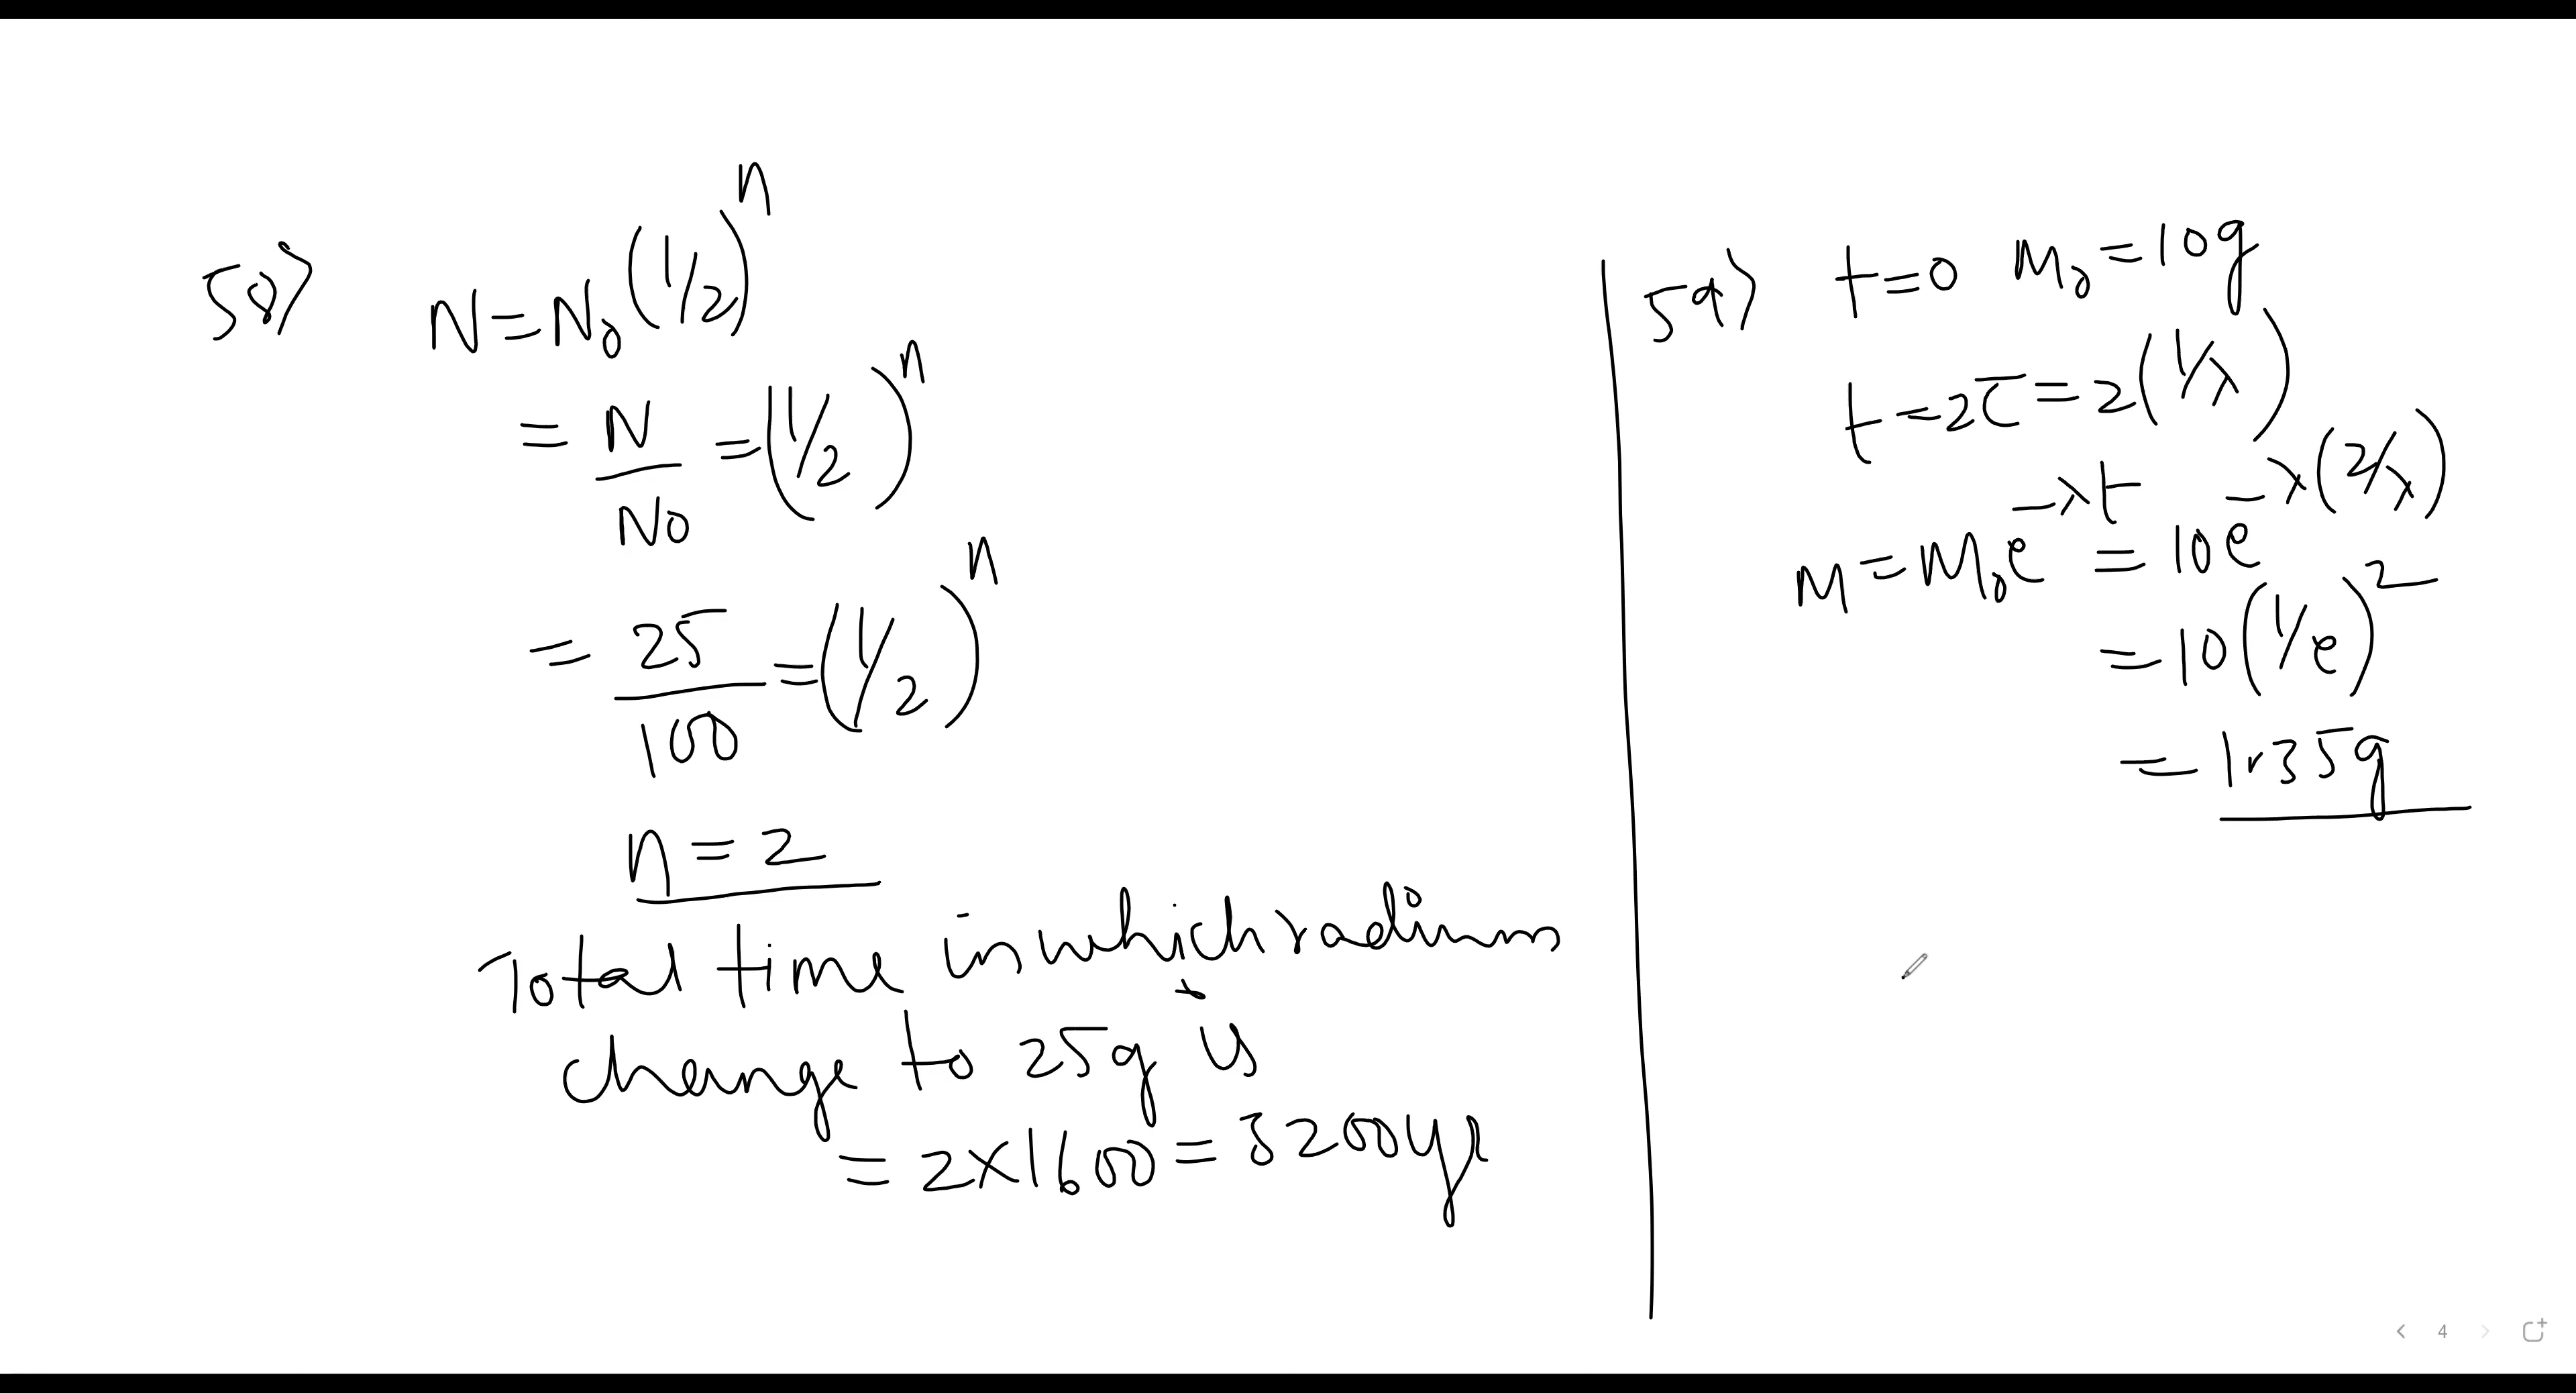 58) N=N₀(1/2)ⁿ
= N/N₀ =(1/2)ⁿ
= 25/100 =(1/2)ⁿ
n=2
Total time in which radium
change to 25g is
= 2×1600=3200yr
59) t=0 M₀=10g
t=2τ=2(1/λ)
M=M₀e^-λt = 10e^-λ(2/λ)
=10(1/e)²
=1.35g
4